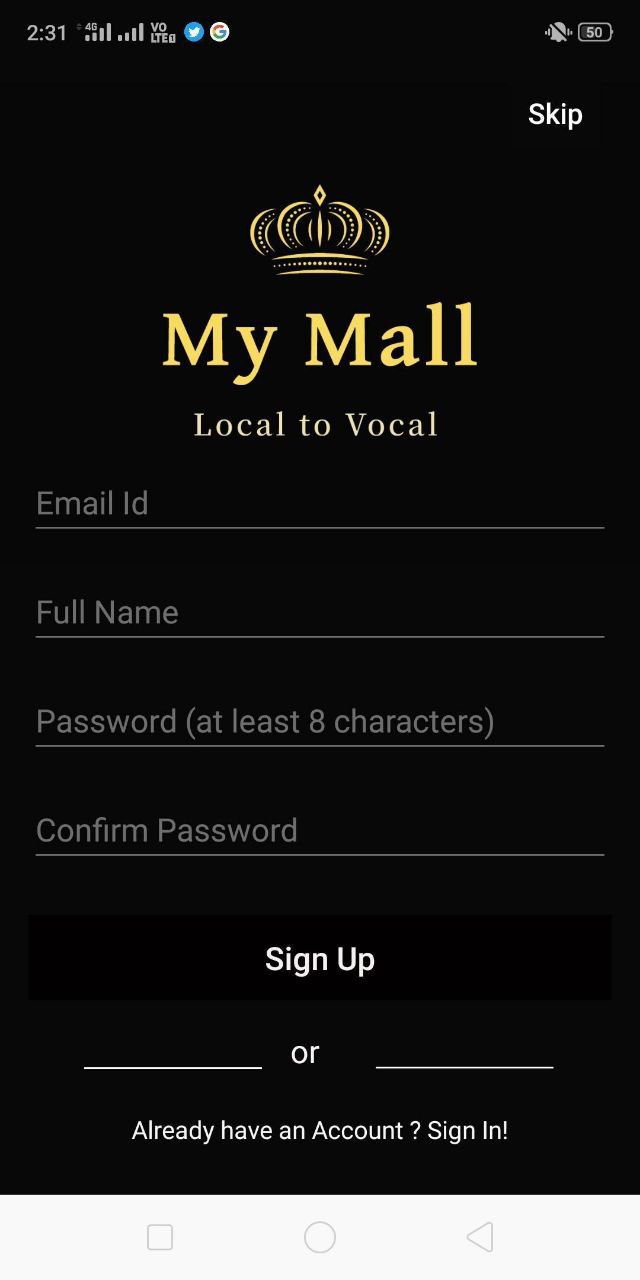 2:31 4G VO LTE 50
Skip
My Mall
Local to Vocal
Email Id
Full Name
Password (at least 8 characters)
Confirm Password
Sign Up
or
Already have an Account ? Sign In!